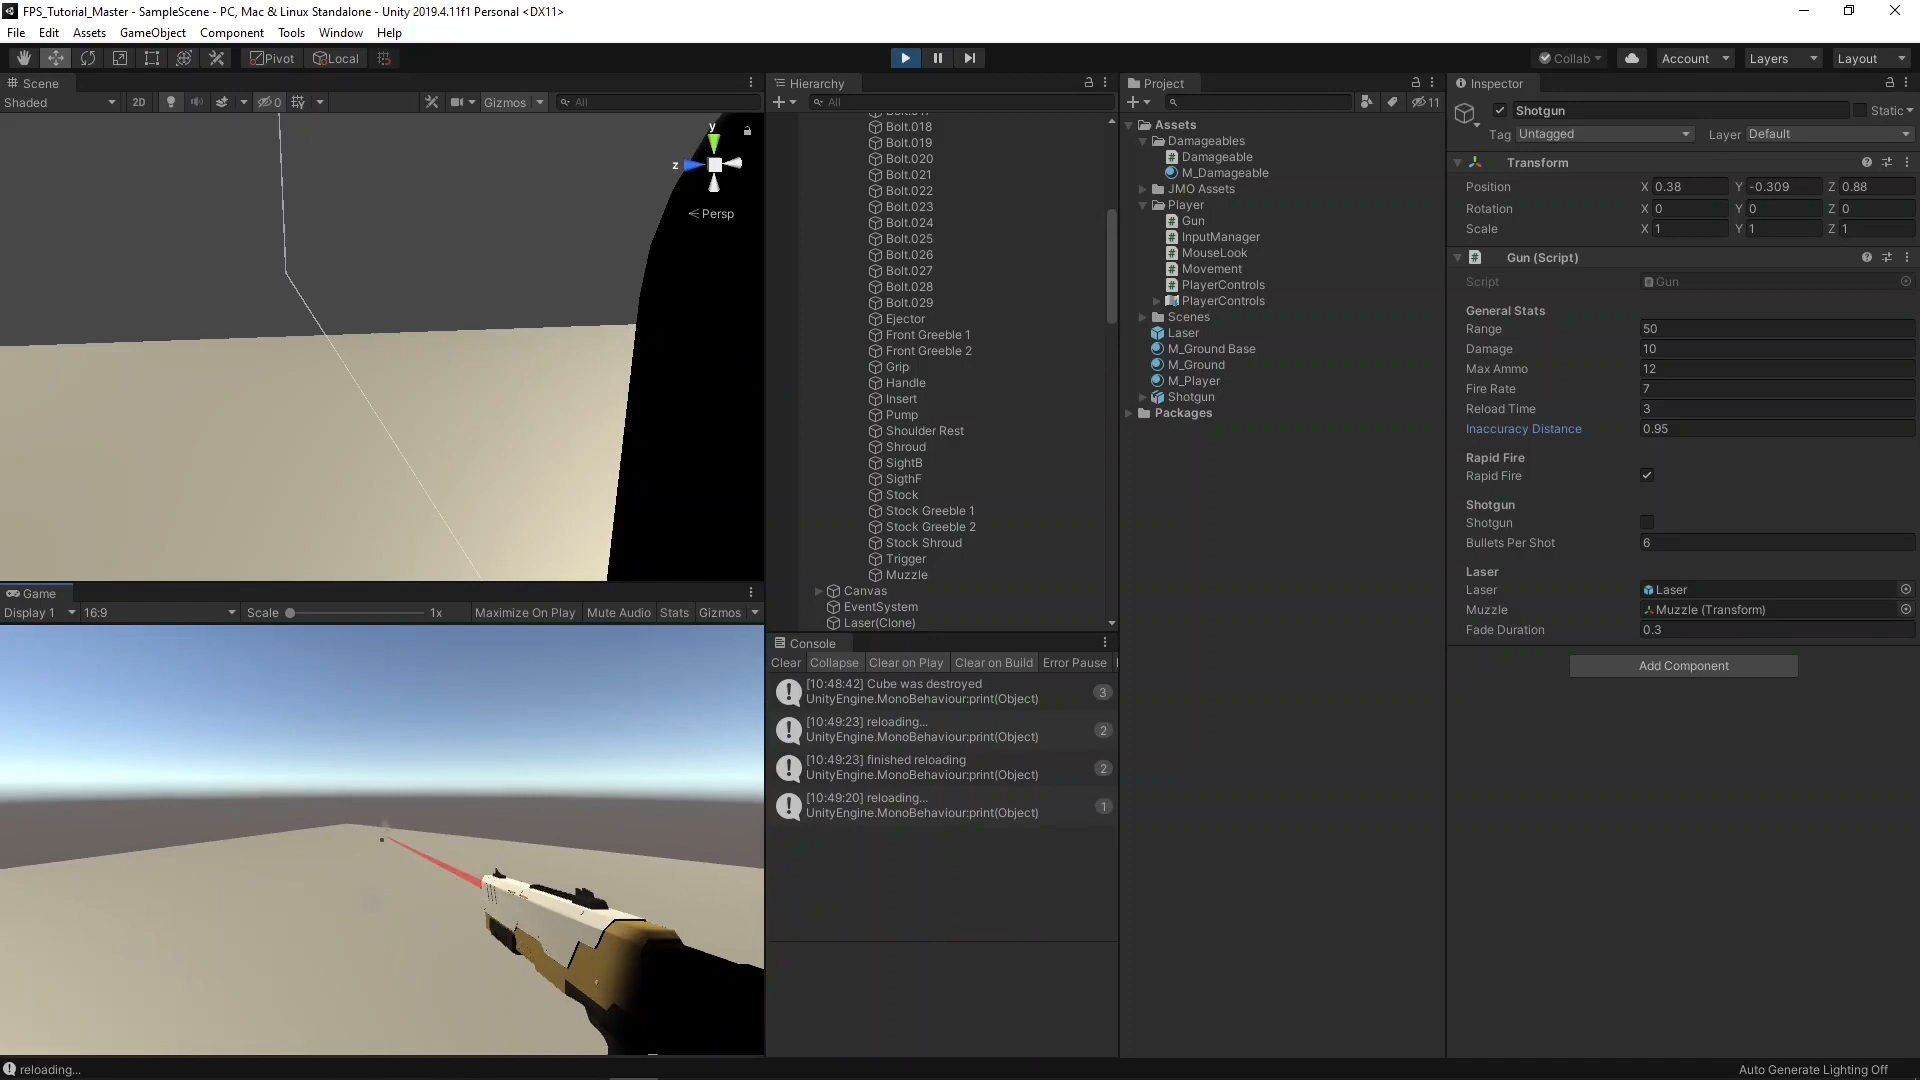 FPS_Tutorial_Master - SampleScene - PC, Mac & Linux Standalone - Unity 2019.4.11f1 Personal <DX11>
File Edit Assets GameObject Component Tools Window Help
Pivot Local Collab Account Layers Layout
Scene
Shaded 2D 0 Gizmos All
y
z
Persp
Game
Display 1 16:9 Scale 1x Maximize On Play Mute Audio Stats Gizmos
Hierarchy
All
Bolt.018
Bolt.019
Bolt.020
Bolt.021
Bolt.022
Bolt.023
Bolt.024
Bolt.025
Bolt.026
Bolt.027
Bolt.028
Bolt.029
Ejector
Front Greeble 1
Front Greeble 2
Grip
Handle
Insert
Pump
Shoulder Rest
Shroud
SightB
SigthF
Stock
Stock Greeble 1
Stock Greeble 2
Stock Shroud
Trigger
Muzzle
Canvas
EventSystem
Laser(Clone)
Console
Clear Collapse Clear on Play Clear on Build Error Pause
[10:48:42] Cube was destroyed
UnityEngine.MonoBehaviour:print(Object) 3
[10:49:23] reloading...
UnityEngine.MonoBehaviour:print(Object) 2
[10:49:23] finished reloading
UnityEngine.MonoBehaviour:print(Object) 2
[10:49:20] reloading...
UnityEngine.MonoBehaviour:print(Object) 1
Project
11
Assets
Damageables
Damageable
M_Damageable
JMO Assets
Player
Gun
InputManager
MouseLook
Movement
PlayerControls
PlayerControls
Scenes
Laser
M_Ground Base
M_Ground
M_Player
Shotgun
Packages
Inspector
Shotgun Static
Tag Untagged Layer Default
Transform
Position X 0.38 Y -0.309 Z 0.88
Rotation X 0 Y 0 Z 0
Scale X 1 Y 1 Z 1
Gun (Script)
Script Gun
General Stats
Range 50
Damage 10
Max Ammo 12
Fire Rate 7
Reload Time 3
Inaccuracy Distance 0.95
Rapid Fire
Rapid Fire
Shotgun
Shotgun
Bullets Per Shot 6
Laser
Laser Laser
Muzzle Muzzle (Transform)
Fade Duration 0.3
Add Component
reloading...
Auto Generate Lighting Off